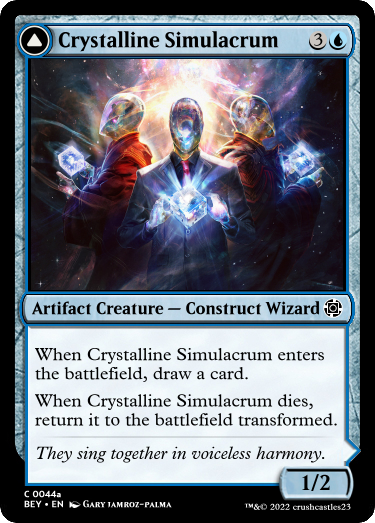 Crystalline Simulacrum 3
Artifact Creature — Construct Wizard
When Crystalline Simulacrum enters
the battlefield, draw a card.
When Crystalline Simulacrum dies,
return it to the battlefield transformed.
They sing together in voiceless harmony.
1/2
C 0044a
BEY • EN Gary Jamroz-Palma
™&© 2022 crushcastles23